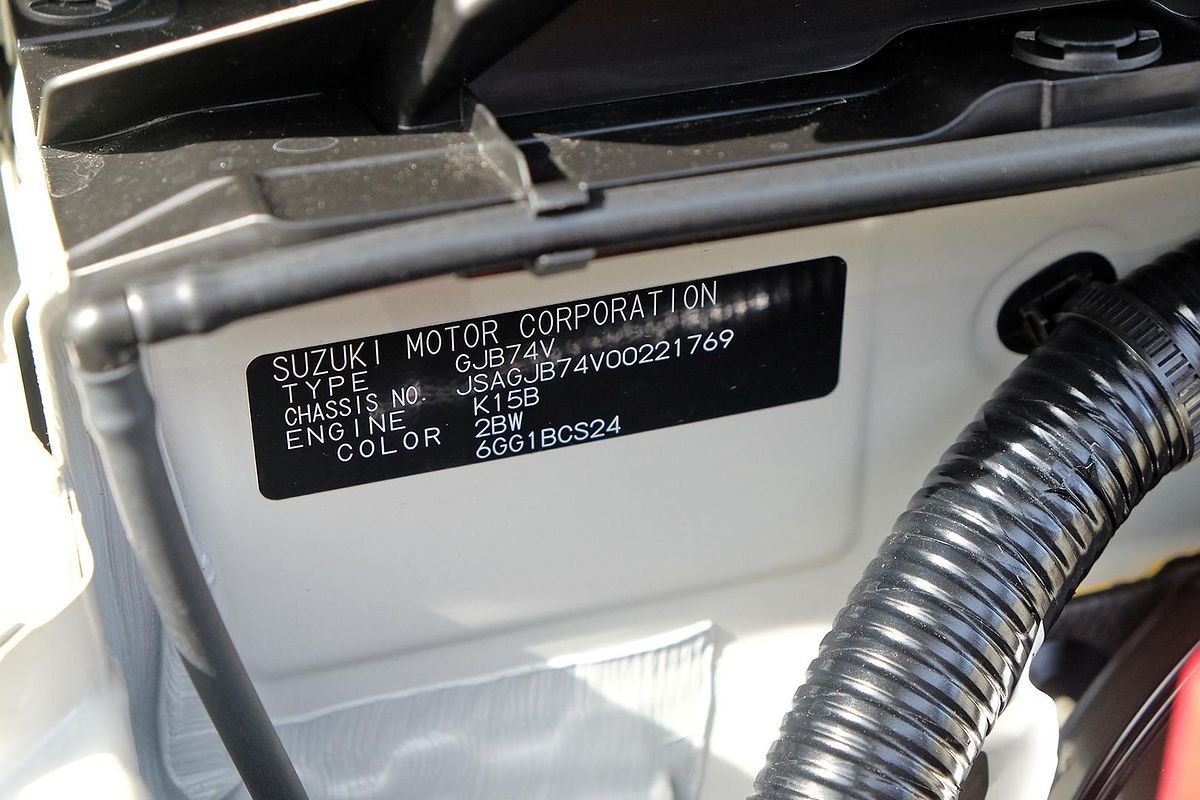 SUZUKI MOTOR CORPORATION
TYPE GJB74V
CHASSIS NO. JSAGJB74V00221769
ENGINE K15B
COLOR 2BW
6GG1BCS24